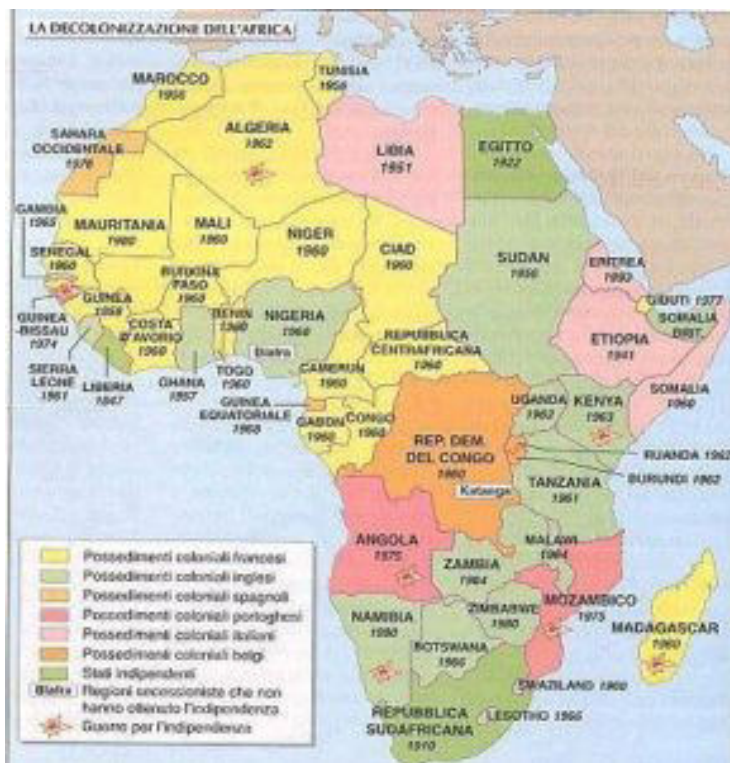 LA DECOLONIZZAZIONE DELL'AFRICA
MAROCCO
1956
TUNISIA
1956
ALGERIA
1962
LIBIA
1951
EGITTO
1922
SAHARA
OCCIDENTALE
1976
GAMBIA
1965
MAURITANIA
1960
MALI
1960
NIGER
1960
CIAD
1960
SUDAN
1956
ERITREA
1993
SENEGAL
1960
BURKINA
FASO
1960
GUINEA
1958
GIBUTI 1977
SOMALIA
BRIT.
GUINEA
-BISSAU
1974
COSTA
D'AVORIO
1960
BENIN
1960
NIGERIA
1960
Biafra
REPUBBLICA
CENTRAFRICANA
1960
ETIOPIA
1941
SIERRA
LEONE
1961
LIBERIA
1847
GHANA
1957
TOGO
1960
CAMERUN
1960
SOMALIA
1960
GUINEA
EQUATORIALE
1968
GABON
1960
CONGO
1960
REP. DEM.
DEL CONGO
1960
UGANDA
1962
KENYA
1963
RUANDA 1962
BURUNDI 1962
Katanga
TANZANIA
1961
ANGOLA
1975
MALAWI
1964
ZAMBIA
1964
MOZAMBICO
1975
ZIMBABWE
1980
NAMIBIA
1990
BOTSWANA
1966
MADAGASCAR
1960
SWAZILAND 1968
LESOTHO 1966
REPUBBLICA
SUDAFRICANA
1910
Possedimenti coloniali francesi
Possedimenti coloniali inglesi
Possedimenti coloniali spagnoli
Possedimenti coloniali portoghesi
Possedimenti coloniali italiani
Possedimenti coloniali belgi
Stati indipendenti
Biafra Regioni secessioniste che non
hanno ottenuto l'indipendenza
Guerre per l'indipendenza